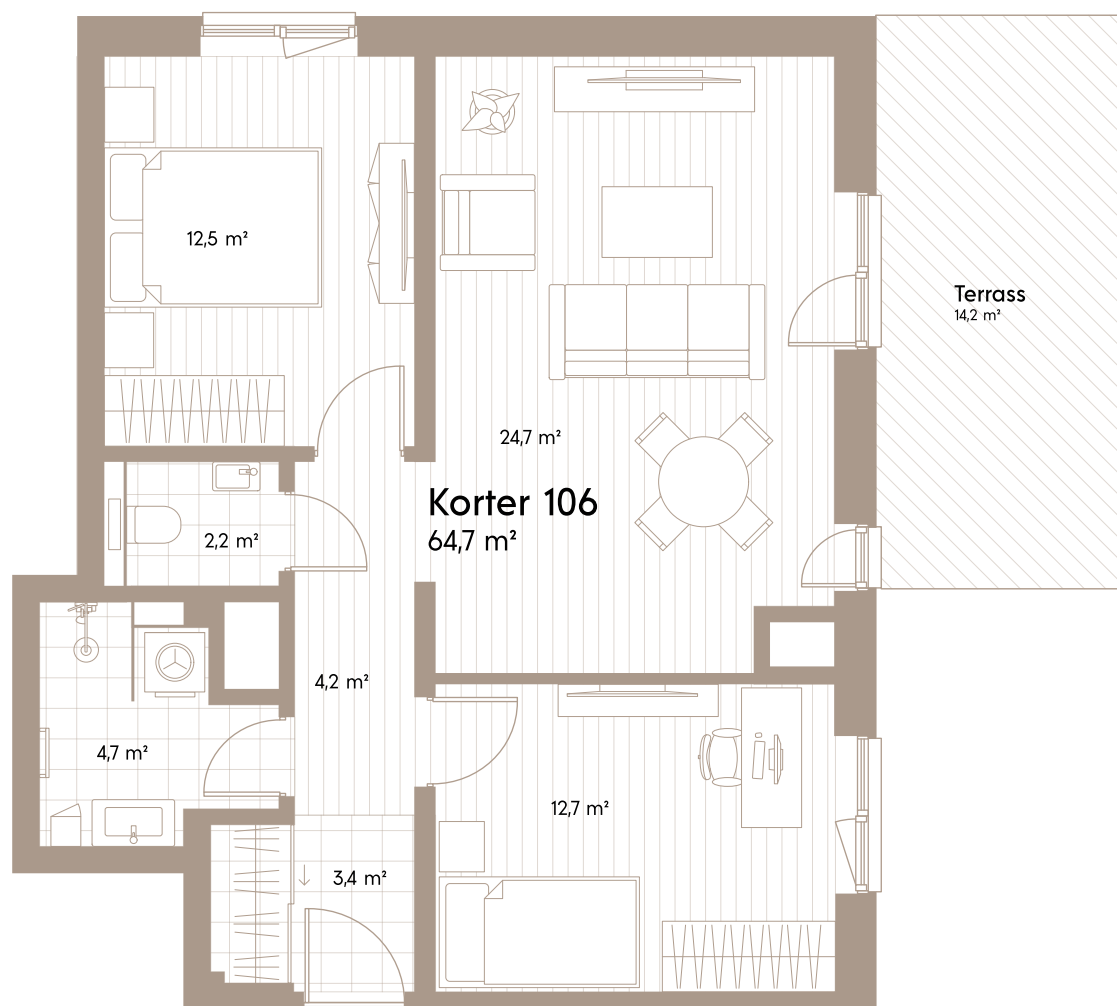 12,5 m²
Terrass
14,2 m²
24,7 m²
Korter 106
64,7 m²
2,2 m²
4,2 m²
4,7 m²
12,7 m²
3,4 m²